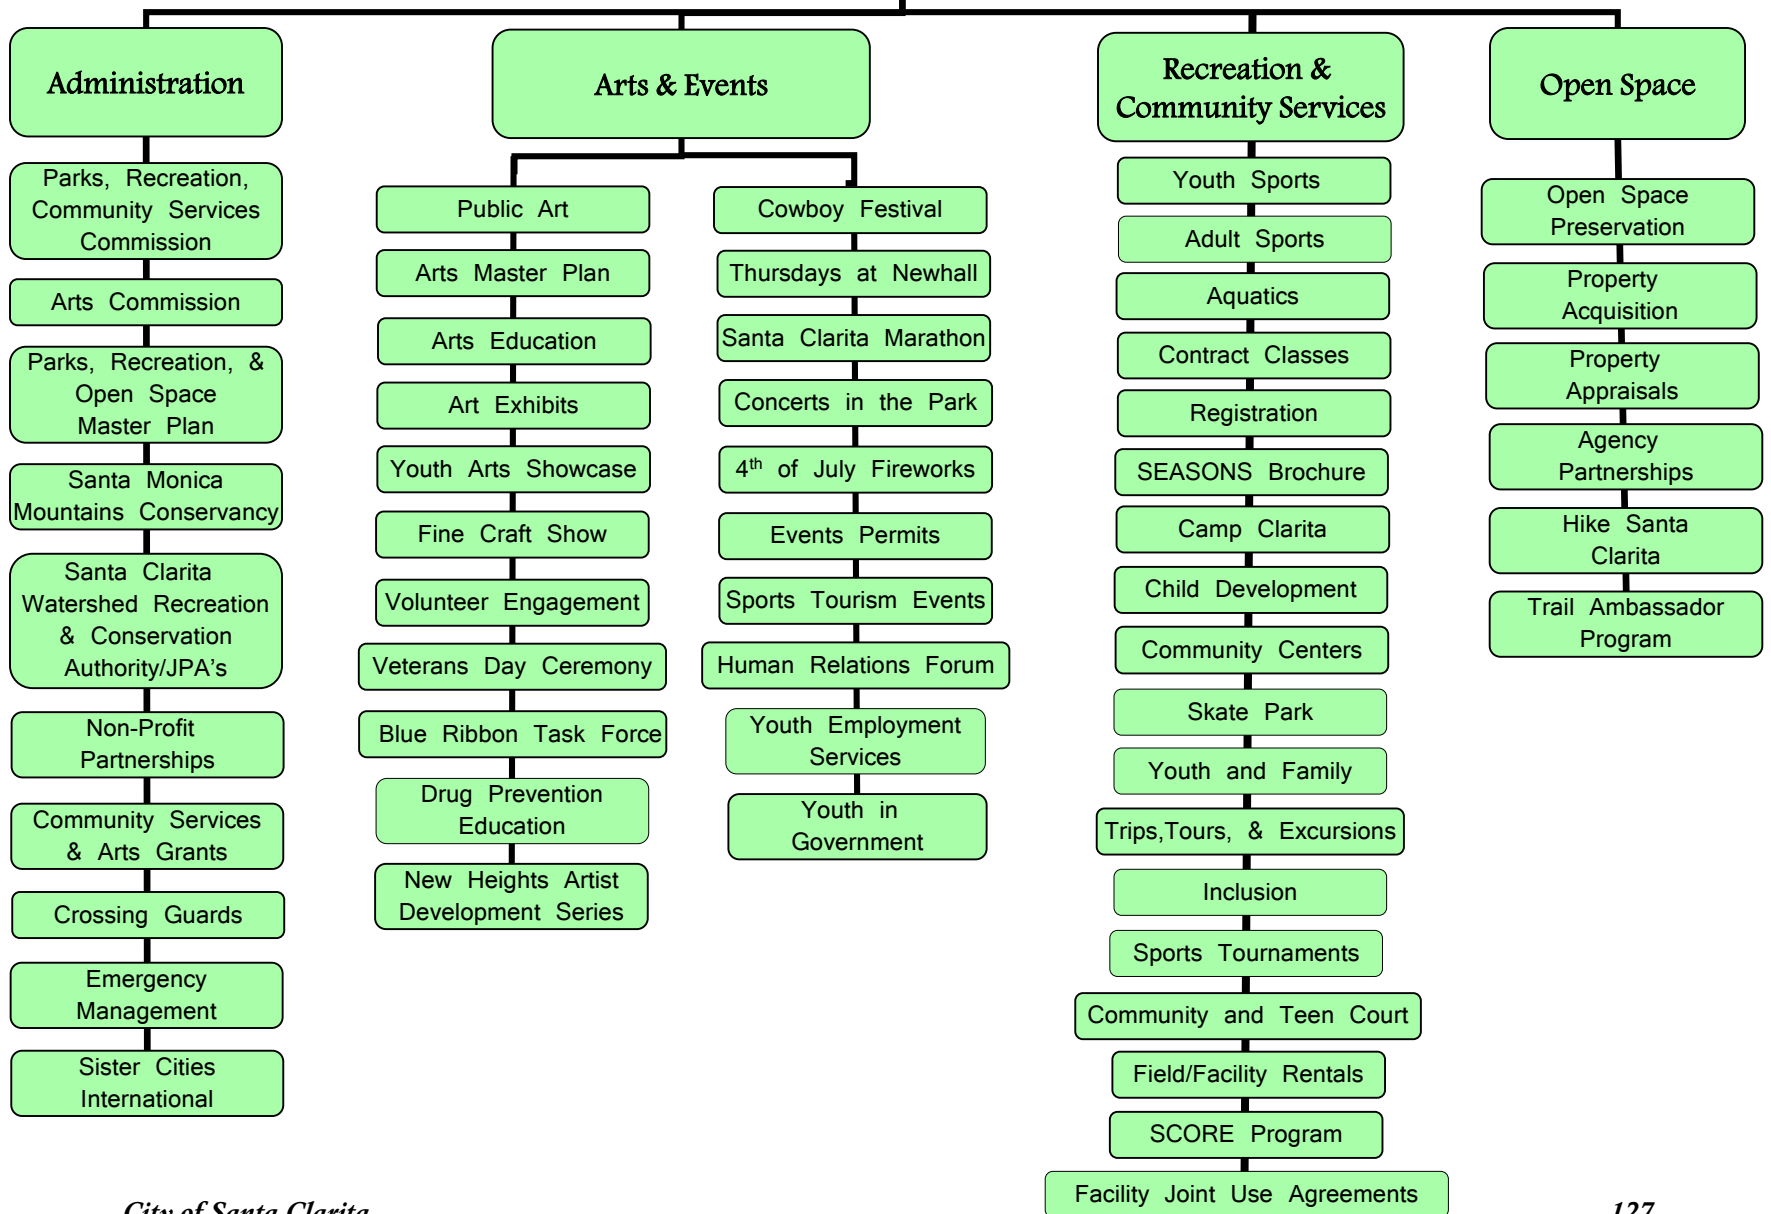 Administration
Parks, Recreation,
Community Services
Commission
Arts Commission
Parks, Recreation, &
Open Space
Master Plan
Santa Monica
Mountains Conservancy
Santa Clarita
Watershed Recreation
& Conservation
Authority/JPA's
Non-Profit
Partnerships
Community Services
& Arts Grants
Crossing Guards
Emergency
Management
Sister Cities
International
Arts & Events
Public Art
Arts Master Plan
Arts Education
Art Exhibits
Youth Arts Showcase
Fine Craft Show
Volunteer Engagement
Veterans Day Ceremony
Blue Ribbon Task Force
Drug Prevention
Education
New Heights Artist
Development Series
Cowboy Festival
Thursdays at Newhall
Santa Clarita Marathon
Concerts in the Park
4th of July Fireworks
Events Permits
Sports Tourism Events
Human Relations Forum
Youth Employment
Services
Youth in
Government
Recreation &
Community Services
Youth Sports
Adult Sports
Aquatics
Contract Classes
Registration
SEASONS Brochure
Camp Clarita
Child Development
Community Centers
Skate Park
Youth and Family
Trips,Tours, & Excursions
Inclusion
Sports Tournaments
Community and Teen Court
Field/Facility Rentals
SCORE Program
Facility Joint Use Agreements
Open Space
Open Space
Preservation
Property
Acquisition
Property
Appraisals
Agency
Partnerships
Hike Santa
Clarita
Trail Ambassador
Program
City of Santa Clarita
127